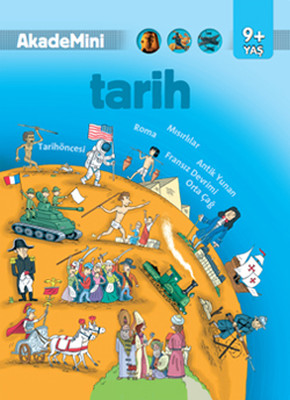 AkadeMini
9+
YAŞ
tarih
Tarihöncesi
Roma
Mısırlılar
Antik Yunan
Fransız Devrimi
Orta Çağ